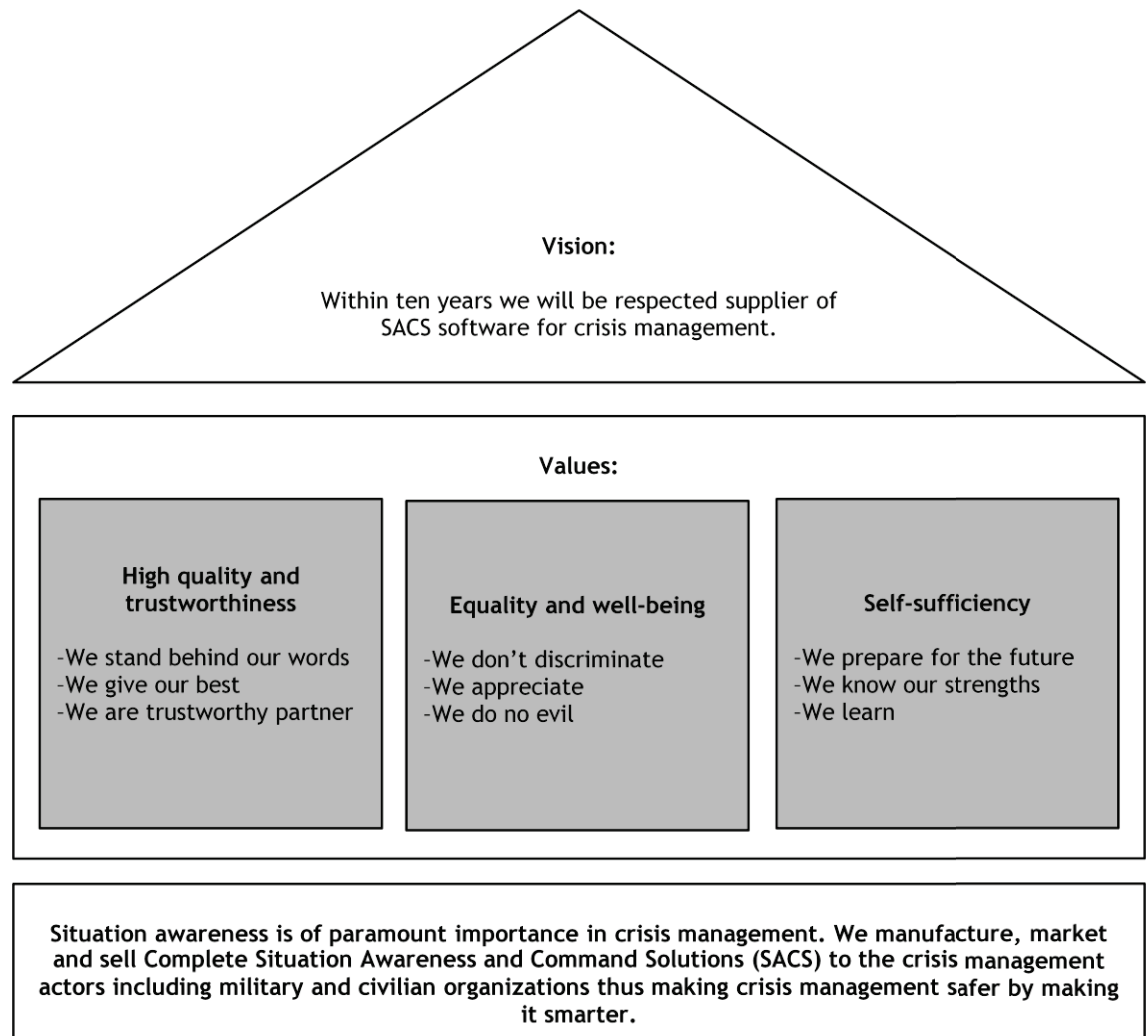 Vision:
Within ten years we will be respected supplier of
SACS software for crisis management.
Values:
High quality and
trustworthiness
-We stand behind our words
-We give our best
-We are trustworthy partner
Equality and well-being
-We don’t discriminate
-We appreciate
-We do no evil
Self-sufficiency
-We prepare for the future
-We know our strengths
-We learn
Situation awareness is of paramount importance in crisis management. We manufacture, market
and sell Complete Situation Awareness and Command Solutions (SACS) to the crisis management
actors including military and civilian organizations thus making crisis management safer by making
it smarter.